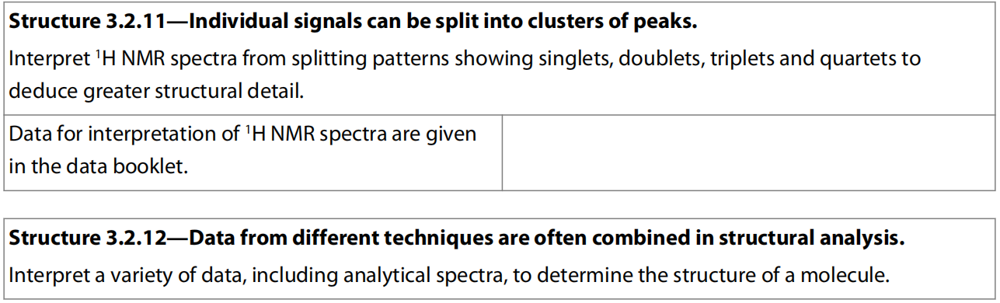 Structure 3.2.11—Individual signals can be split into clusters of peaks.
Interpret ¹H NMR spectra from splitting patterns showing singlets, doublets, triplets and quartets to
deduce greater structural detail.
Data for interpretation of ¹H NMR spectra are given
in the data booklet.
Structure 3.2.12—Data from different techniques are often combined in structural analysis.
Interpret a variety of data, including analytical spectra, to determine the structure of a molecule.